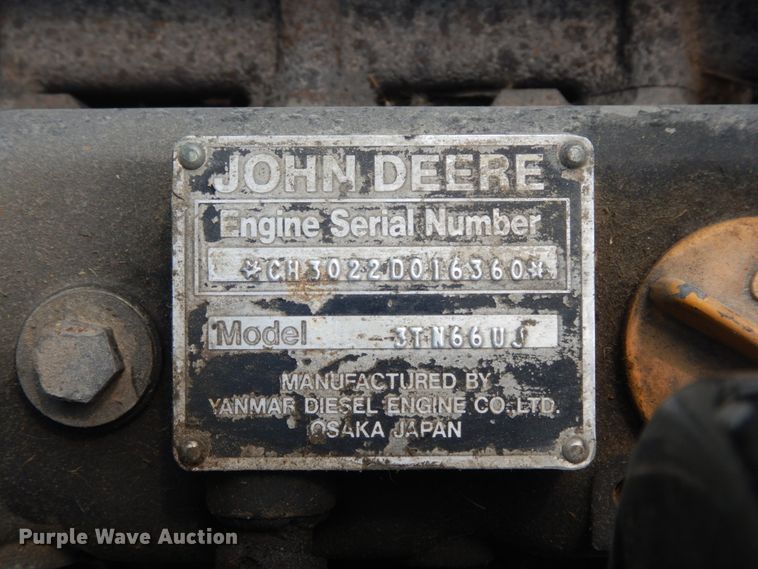 JOHN DEERE
Engine Serial Number
*CH3022D016360*
Model 3TN66UJ
MANUFACTURED BY
YANMAR DIESEL ENGINE CO.,LTD.
OSAKA JAPAN
Purple Wave Auction